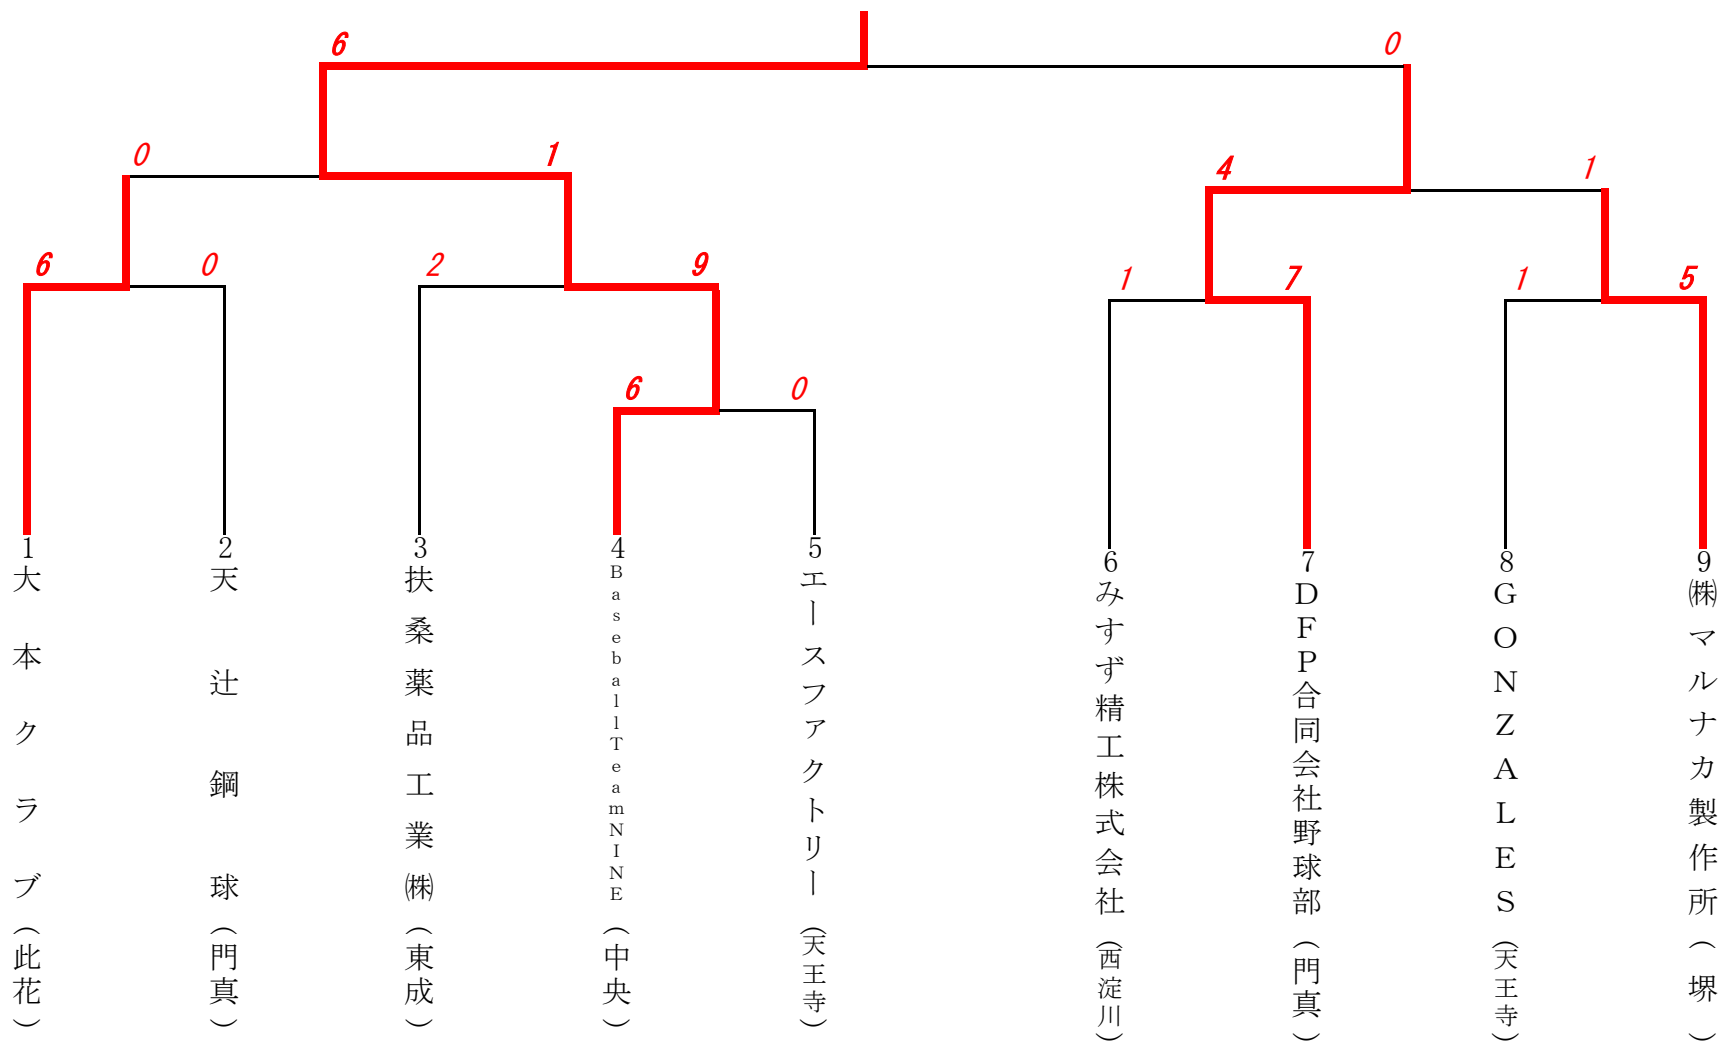 6 0
0 1 4 1
6 0 2 9 1 7 1 5
6 0
1 大本クラブ(此花)
2 天辻鋼球(門真)
3 扶桑薬品工業㈱(東成)
4 BaseballTeamNINE(中央)
5 エースファクトリー(天王寺)
6 みすず精工株式会社(西淀川)
7 DFP合同会社野球部(門真)
8 GONZALES(天王寺)
9 ㈱マルナカ製作所(堺)